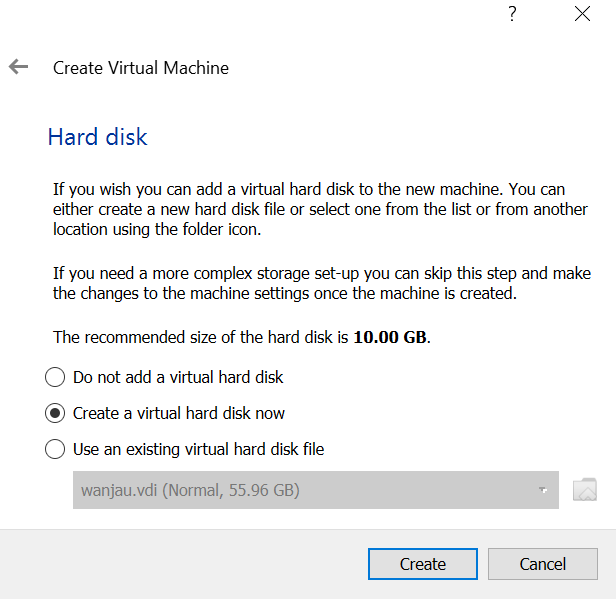 ?
Create Virtual Machine
Hard disk
If you wish you can add a virtual hard disk to the new machine. You can
either create a new hard disk file or select one from the list or from another
location using the folder icon.
If you need a more complex storage set-up you can skip this step and make
the changes to the machine settings once the machine is created.
The recommended size of the hard disk is 10.00 GB.
Do not add a virtual hard disk
Create a virtual hard disk now
Use an existing virtual hard disk file
wanjau.vdi (Normal, 55.96 GB)
Create Cancel